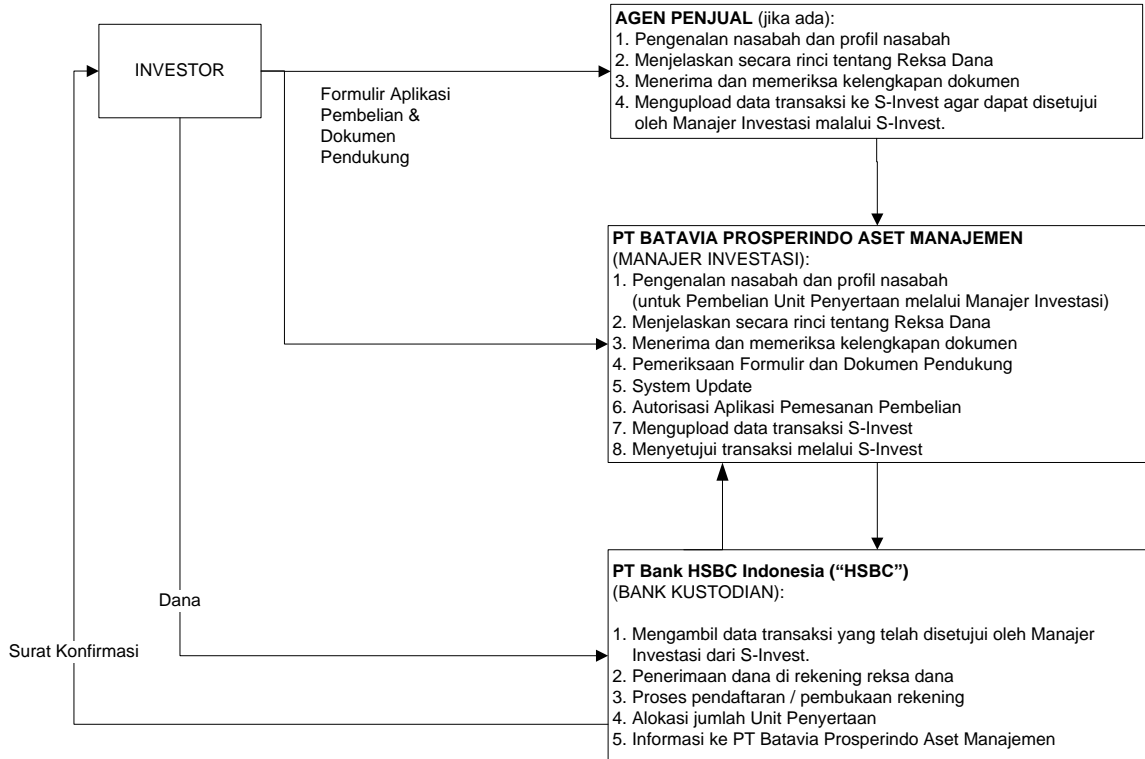 AGEN PENJUAL (jika ada):
1. Pengenalan nasabah dan profil nasabah
2. Menjelaskan secara rinci tentang Reksa Dana
3. Menerima dan memeriksa kelengkapan dokumen
4. Mengupload data transaksi ke S-Invest agar dapat disetujui
oleh Manajer Investasi malalui S-Invest.
INVESTOR
Formulir Aplikasi
Pembelian &
Dokumen
Pendukung
PT BATAVIA PROSPERINDO ASET MANAJEMEN
(MANAJER INVESTASI):
1. Pengenalan nasabah dan profil nasabah
(untuk Pembelian Unit Penyertaan melalui Manajer Investasi)
2. Menjelaskan secara rinci tentang Reksa Dana
3. Menerima dan memeriksa kelengkapan dokumen
4. Pemeriksaan Formulir dan Dokumen Pendukung
5. System Update
6. Autorisasi Aplikasi Pemesanan Pembelian
7. Mengupload data transaksi S-Invest
8. Menyetujui transaksi melalui S-Invest
Dana
Surat Konfirmasi
PT Bank HSBC Indonesia (“HSBC”)
(BANK KUSTODIAN):
1. Mengambil data transaksi yang telah disetujui oleh Manajer
Investasi dari S-Invest.
2. Penerimaan dana di rekening reksa dana
3. Proses pendaftaran / pembukaan rekening
4. Alokasi jumlah Unit Penyertaan
5. Informasi ke PT Batavia Prosperindo Aset Manajemen